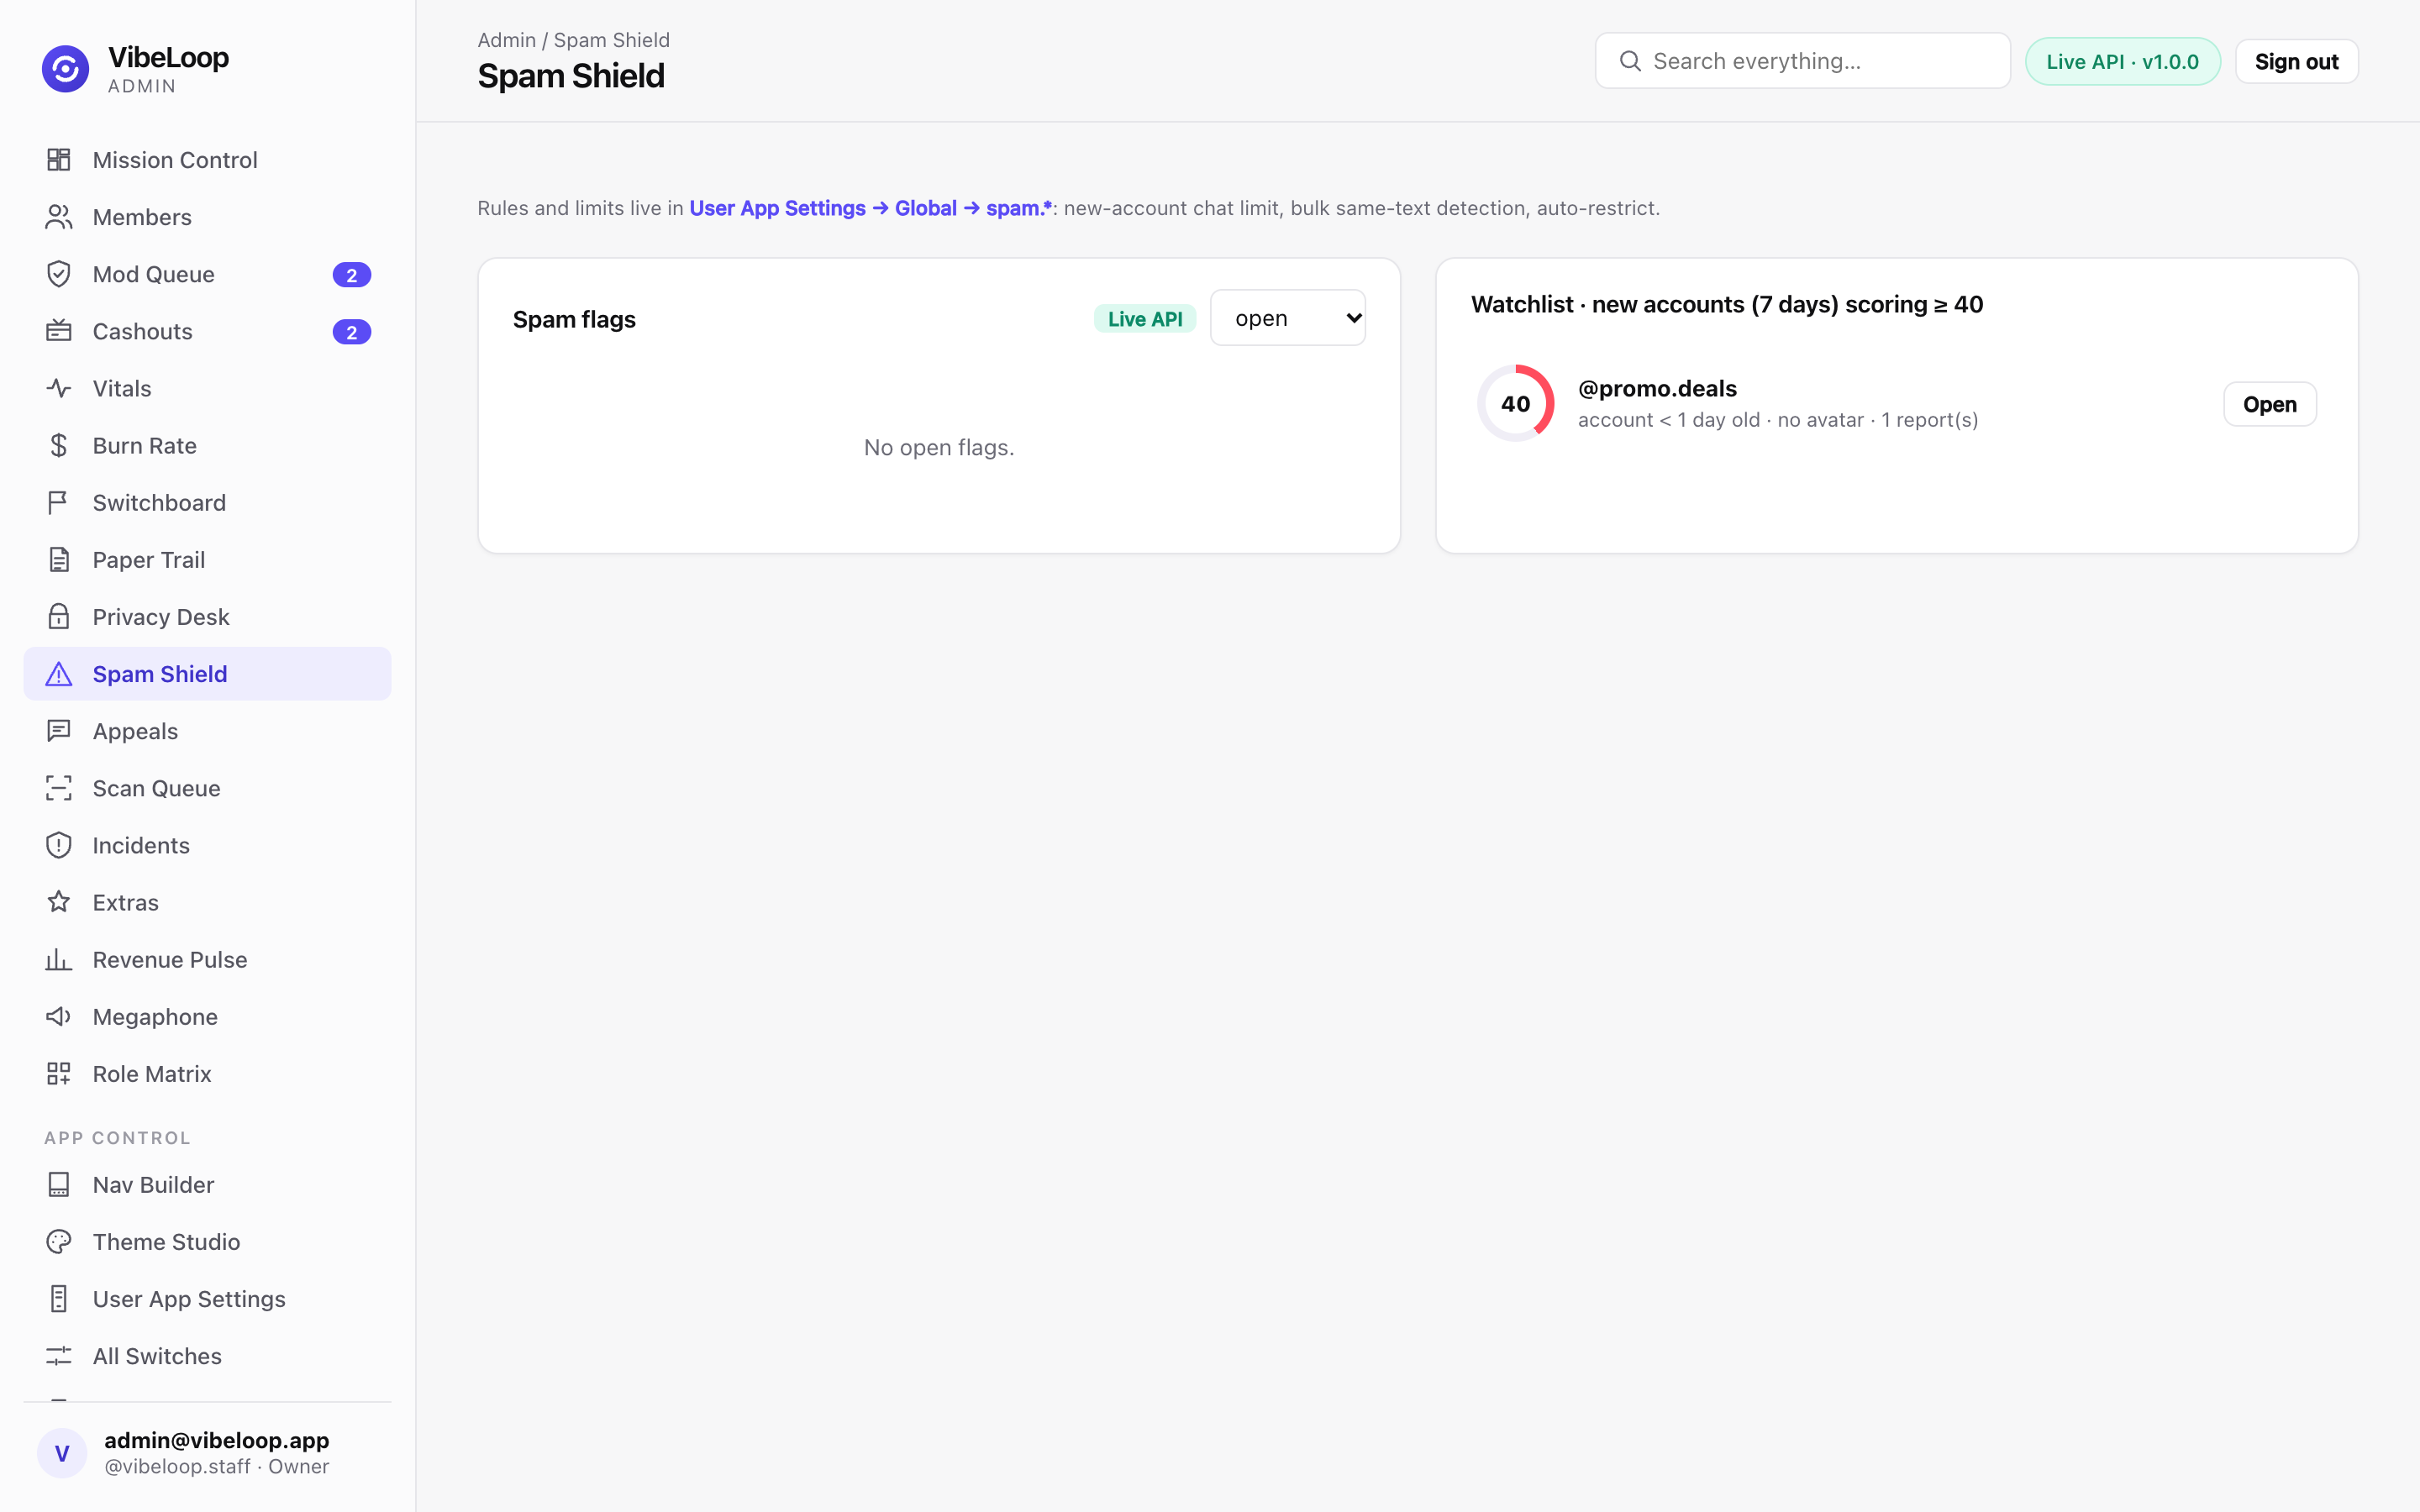 VibeLoop
ADMIN
Mission Control
Members
Mod Queue 2
Cashouts 2
Vitals
Burn Rate
Switchboard
Paper Trail
Privacy Desk
Spam Shield
Appeals
Scan Queue
Incidents
Extras
Revenue Pulse
Megaphone
Role Matrix
APP CONTROL
Nav Builder
Theme Studio
User App Settings
All Switches
V
admin@vibeloop.app
@vibeloop.staff · Owner
Admin / Spam Shield
Spam Shield
Search everything...
Live API · v1.0.0
Sign out
Rules and limits live in User App Settings → Global → spam.*: new-account chat limit, bulk same-text detection, auto-restrict.
Spam flags
Live API
open
No open flags.
Watchlist · new accounts (7 days) scoring ≥ 40
40
@promo.deals
account < 1 day old · no avatar · 1 report(s)
Open